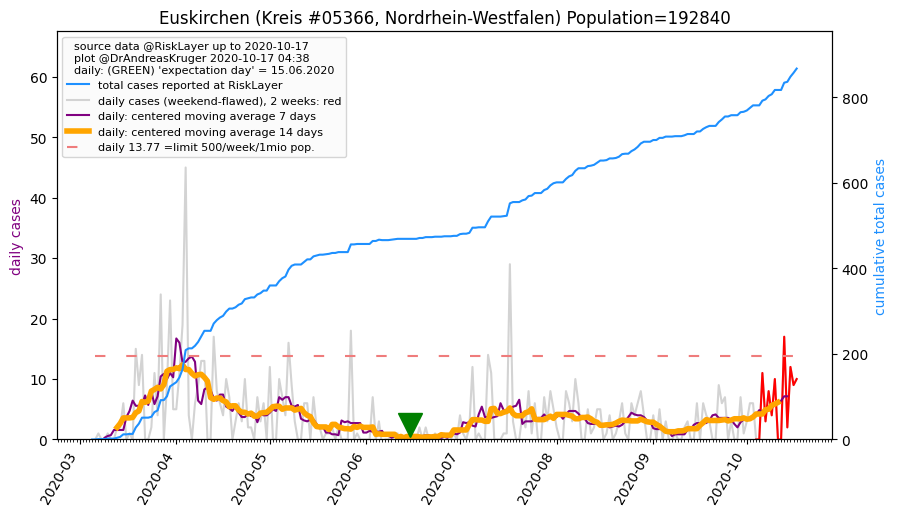 Euskirchen (Kreis #05366, Nordrhein-Westfalen) Population=192840
source data @RiskLayer up to 2020-10-17
plot @DrAndreasKruger 2020-10-17 04:38
daily: (GREEN) 'expectation day' = 15.06.2020
total cases reported at RiskLayer
daily cases (weekend-flawed), 2 weeks: red
daily: centered moving average 7 days
daily: centered moving average 14 days
daily 13.77 =limit 500/week/1mio pop.
daily cases
60
50
40
30
20
10
0
cumulative total cases
800
600
400
200
0
2020-03
2020-04
2020-05
2020-06
2020-07
2020-08
2020-09
2020-10